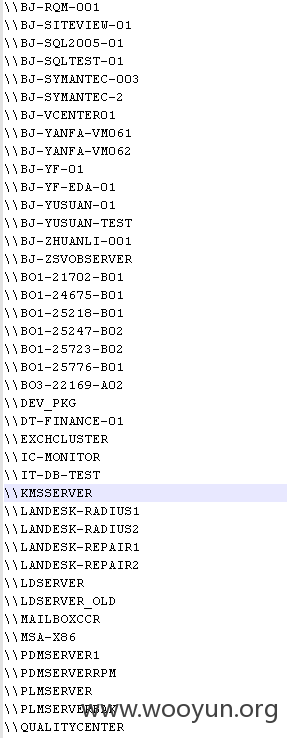 \\BJ-RQM-001
\\BJ-SITEVIEW-01
\\BJ-SQL2005-01
\\BJ-SQLTEST-01
\\BJ-SYMANTEC-003
\\BJ-SYMANTEC-2
\\BJ-VCENTER01
\\BJ-YANFA-VM061
\\BJ-YANFA-VM062
\\BJ-YF-01
\\BJ-YF-EDA-01
\\BJ-YUSUAN-01
\\BJ-YUSUAN-TEST
\\BJ-ZHUANLI-001
\\BJ-ZSVOBSERVER
\\BO1-21702-B01
\\BO1-24675-B01
\\BO1-25218-B01
\\BO1-25247-B02
\\BO1-25723-B02
\\BO1-25776-B01
\\BO3-22169-A02
\\DEV_PKG
\\DT-FINANCE-01
\\EXCHCLUSTER
\\IC-MONITOR
\\IT-DB-TEST
\\KMSSERVER
\\LANDESK-RADIUS1
\\LANDESK-RADIUS2
\\LANDESK-REPAIR1
\\LANDESK-REPAIR2
\\LDSERVER
\\LDSERVER_OLD
\\MAILBOXCCR
\\MSA-X86
\\PDMSERVER1
\\PDMSERVERRPM
\\PLMSERVER
\\PLMSERVERBAK
www.wooyun.org
\\QUALITYCENTER